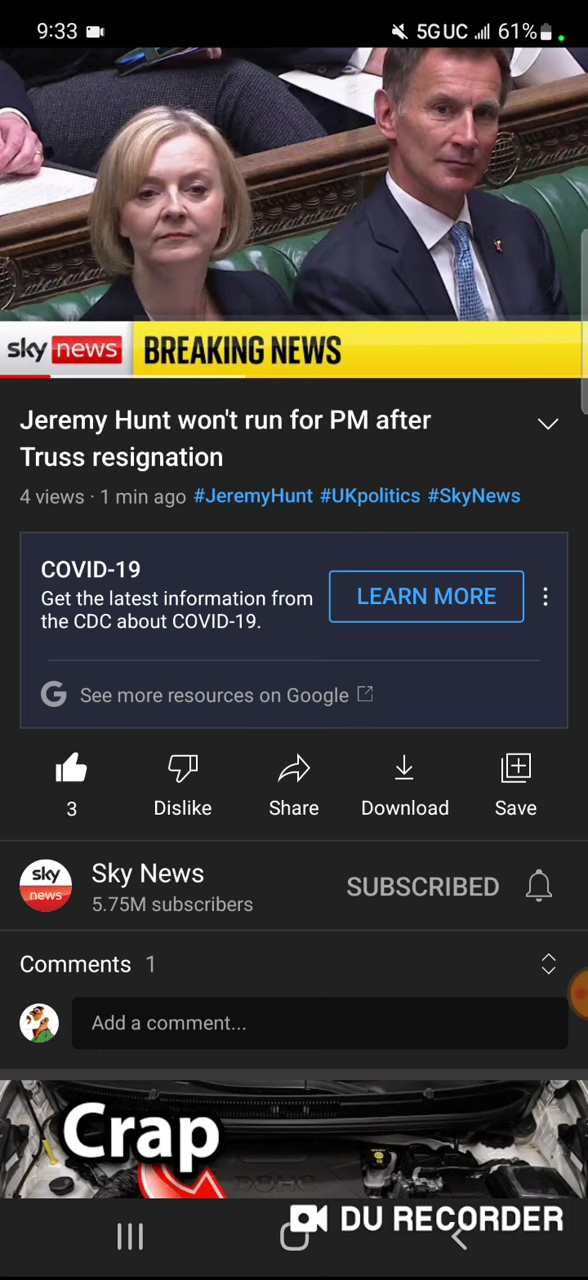 9:33
5GUC 61%
sky news BREAKING NEWS
Jeremy Hunt won't run for PM after
Truss resignation
4 views · 1 min ago #JeremyHunt #UKpolitics #SkyNews
COVID-19
Get the latest information from
the CDC about COVID-19.
LEARN MORE
G See more resources on Google
3 Dislike Share Download Save
sky
news
Sky News
5.75M subscribers
SUBSCRIBED
Comments 1
Add a comment...
Crap
DOHC
DU RECORDER